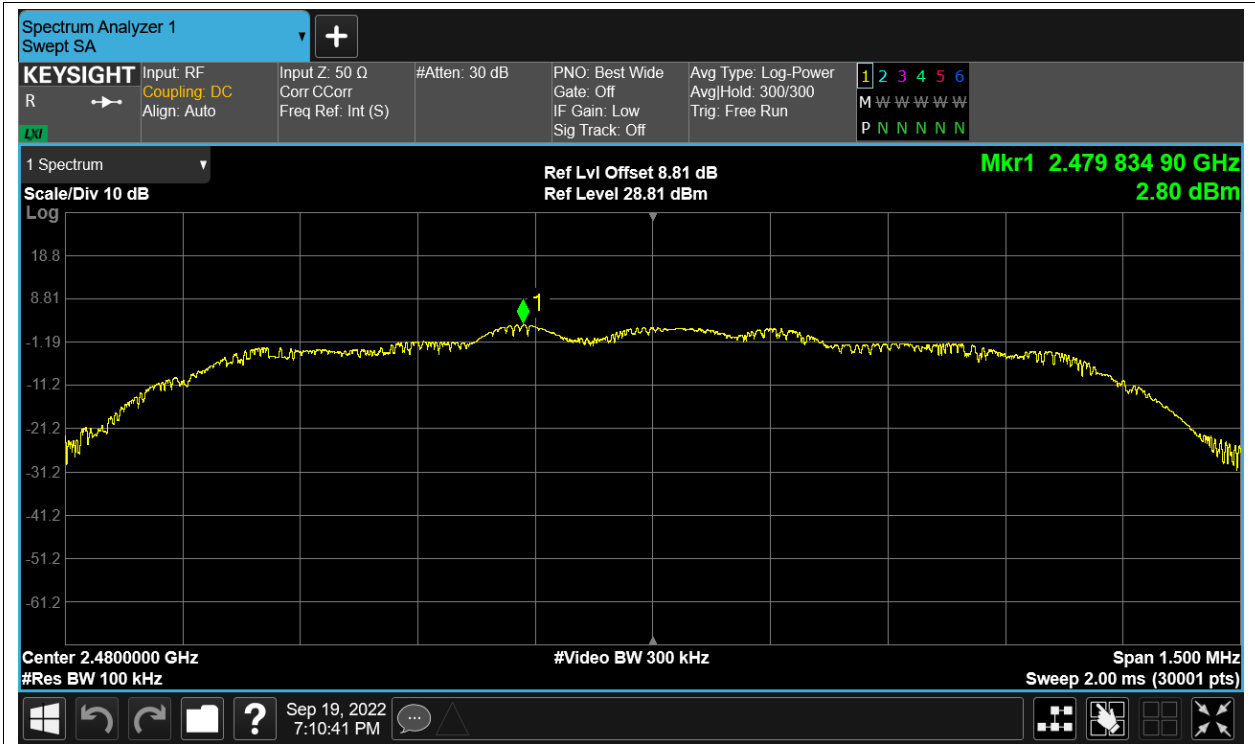 Spectrum Analyzer 1
Swept SA
KEYSIGHT
R
LXI
Input: RF
Coupling: DC
Align: Auto
Input Z: 50 Ω
Corr CCorr
Freq Ref: Int (S)
#Atten: 30 dB
PNO: Best Wide
Gate: Off
IF Gain: Low
Sig Track: Off
Avg Type: Log-Power
Avg|Hold: 300/300
Trig: Free Run
1 2 3 4 5 6
M W W W W W
P N N N N N
1 Spectrum
Scale/Div 10 dB
Log
Ref Lvl Offset 8.81 dB
Ref Level 28.81 dBm
Mkr1 2.479 834 90 GHz
2.80 dBm
18.8
8.81
1
-1.19
-11.2
-21.2
-31.2
-41.2
-51.2
-61.2
Center 2.4800000 GHz
#Video BW 300 kHz
Span 1.500 MHz
#Res BW 100 kHz
Sweep 2.00 ms (30001 pts)
?
Sep 19, 2022
7:10:41 PM